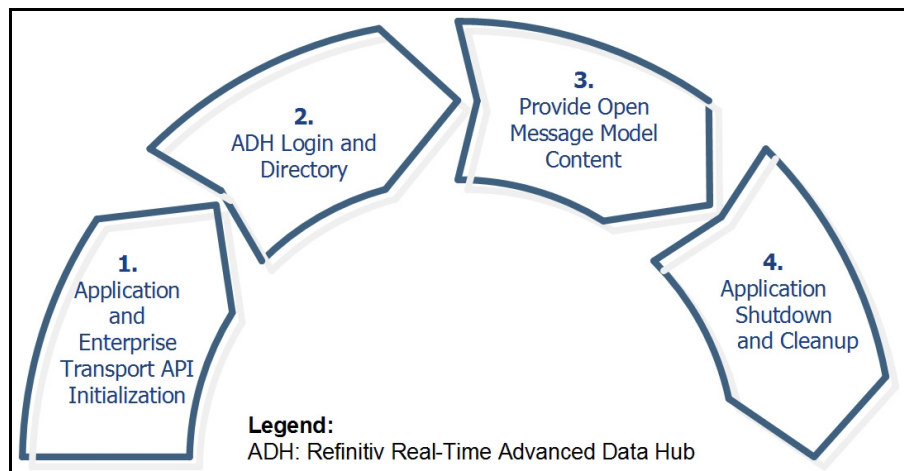 1.
Application
and
Enterprise
Transport API
Initialization
2.
ADH Login and
Directory
3.
Provide Open
Message Model
Content
4.
Application
Shutdown
and Cleanup
Legend:
ADH: Refinitiv Real-Time Advanced Data Hub